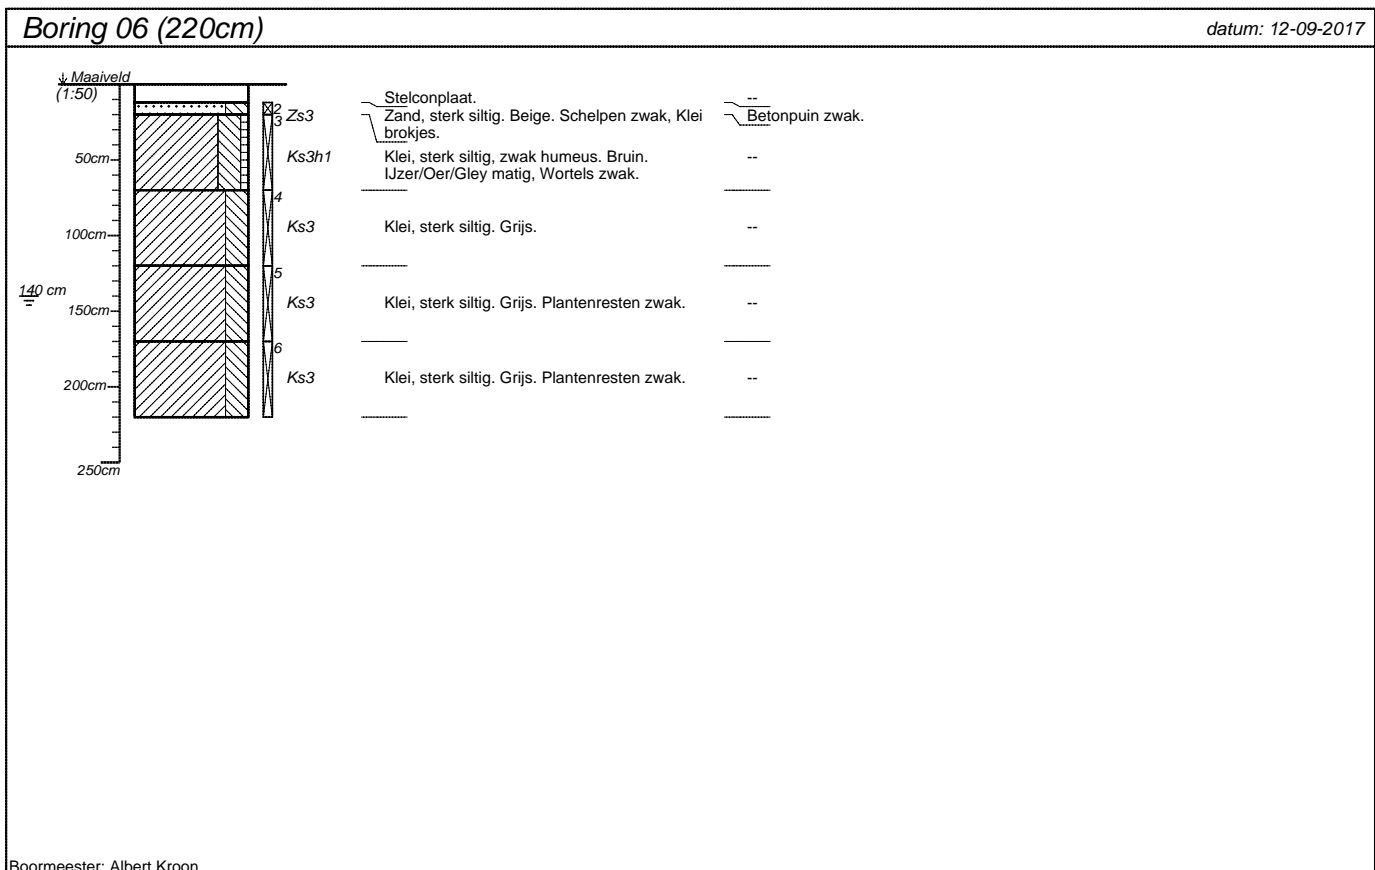 Boring 06 (220cm)
datum: 12-09-2017
Maaiveld
(1:50)
Stelconplaat.
--
2
Zs3
Zand, sterk siltig. Beige. Schelpen zwak, Klei
brokjes.
Betonpuin zwak.
3
50cm
Ks3h1
Klei, sterk siltig, zwak humeus. Bruin.
IJzer/Oer/Gley matig, Wortels zwak.
--
4
100cm
Ks3
Klei, sterk siltig. Grijs.
--
5
140 cm
150cm
Ks3
Klei, sterk siltig. Grijs. Plantenresten zwak.
--
6
200cm
Ks3
Klei, sterk siltig. Grijs. Plantenresten zwak.
--
250cm
Boormeester: Albert Kroon